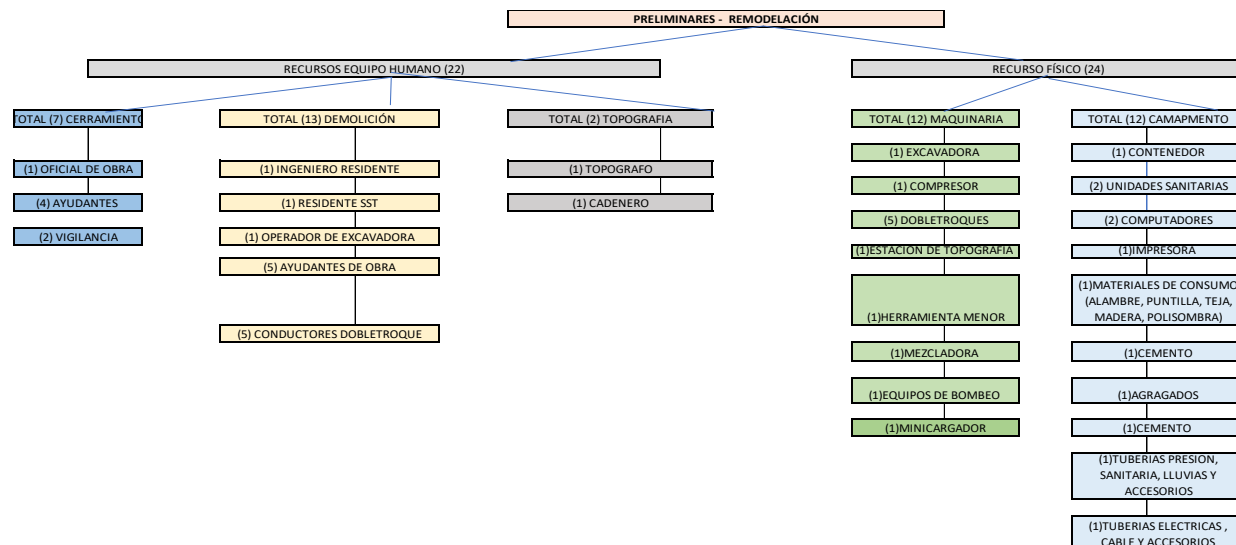 PRELIMINARES - REMODELACIÓN
RECURSOS EQUIPO HUMANO (22)
RECURSO FÍSICO (24)
TOTAL (7) CERRAMIENTO
(1) OFICIAL DE OBRA
(4) AYUDANTES
(2) VIGILANCIA
TOTAL (13) DEMOLICIÓN
(1) INGENIERO RESIDENTE
(1) RESIDENTE SST
(1) OPERADOR DE EXCAVADORA
(5) AYUDANTES DE OBRA
(5) CONDUCTORES DOBLETROQUE
TOTAL (2) TOPOGRAFIA
(1) TOPOGRAFO
(1) CADENERO
TOTAL (12) MAQUINARIA
(1) EXCAVADORA
(1) COMPRESOR
(5) DOBLETROQUES
(1)ESTACION DE TOPOGRAFIA
(1)HERRAMIENTA MENOR
(1)MEZCLADORA
(1)EQUIPOS DE BOMBEO
(1)MINICARGADOR
TOTAL (12) CAMAPMENTO
(1) CONTENEDOR
(2) UNIDADES SANITARIAS
(2) COMPUTADORES
(1)IMPRESORA
(1)MATERIALES DE CONSUMO
(ALAMBRE, PUNTILLA, TEJA,
MADERA, POLISOMBRA)
(1)CEMENTO
(1)AGRAGADOS
(1)CEMENTO
(1)TUBERIAS PRESION,
SANITARIA, LLUVIAS Y
ACCESORIOS
(1)TUBERIAS ELECTRICAS ,
CABLE Y ACCESORIOS